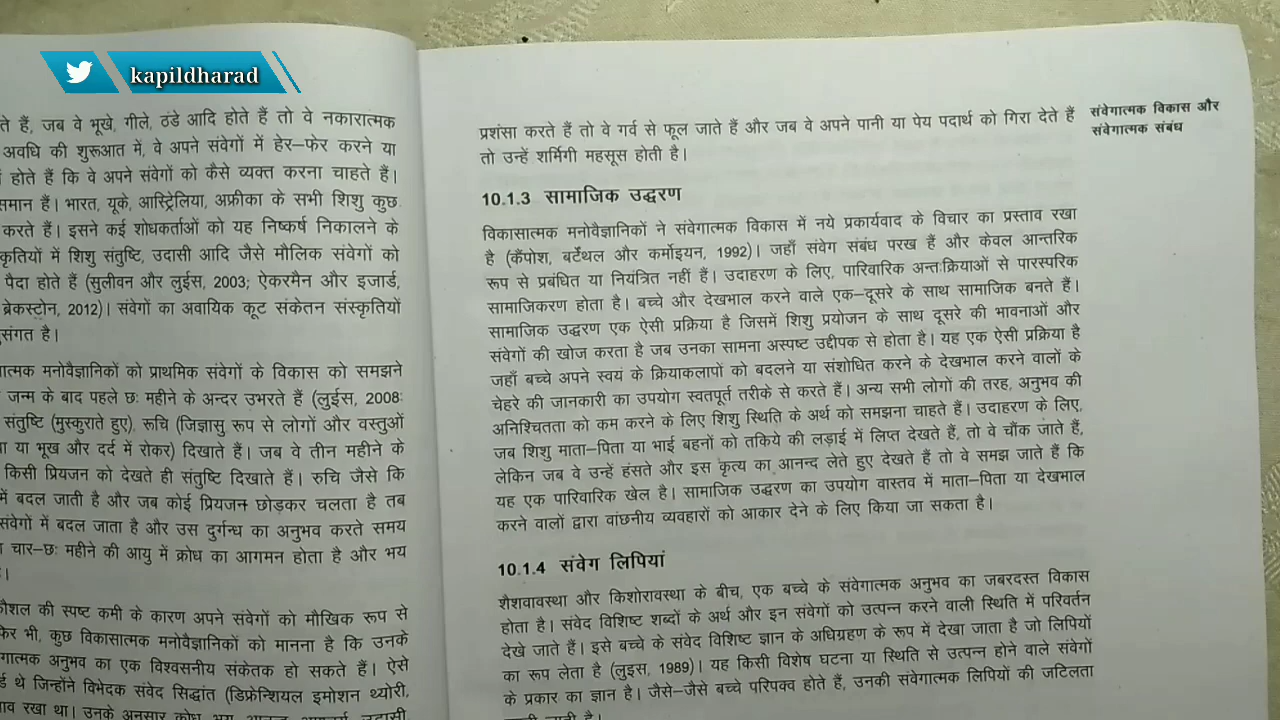 kapildharad
ते हैं, जब वे भूखे, गीले, ठंडे आदि होते हैं तो वे नकारात्मक
अवधि की शुरूआत में, वे अपने संवेगों में हेर–फेर करने या
होते हैं कि वे अपने संवेगों को कैसे व्यक्त करना चाहते हैं।
समान हैं। भारत, यूके, आस्ट्रिेलिया, अफ्रीका के सभी शिशु कुछ
करते हैं। इसने कई शोधकर्ताओं को यह निष्कर्ष निकालने के
कृतियों में शिशु संतुष्टि, उदासी आदि जैसे मौलिक संवेगों को
पैदा होते हैं (सुलीवन और लुईस, 2003; ऐकरमैन और इजार्ड,
ब्रेकस्टोन, 2012)। संवेगों का अवायिक कूट संकेतन संस्कृतियों
संगत है।
त्मक मनोवैज्ञानिकों को प्राथमिक संवेगों के विकास को समझने
जन्म के बाद पहले छः महीने के अन्दर उभरते हैं (लुईस, 2008:
संतुष्टि (मुस्कुराते हुए), रूचि (जिज्ञासु रूप से लोगों और वस्तुओं
या भूख और दर्द में रोकर) दिखाते हैं। जब वे तीन महीने के
किसी प्रियजन को देखते ही संतुष्टि दिखाते हैं। रुचि जैसे कि
में बदल जाती है और जब कोई प्रियजन छोड़कर चलता है तब
संवेगों में बदल जाता है और उस दुर्गन्ध का अनुभव करते समय
चार–छः महीने की आयु में क्रोध का आगमन होता है और भय
है।
कौशल की स्पष्ट कमी के कारण अपने संवेगों को मौखिक रूप से
फिर भी, कुछ विकासात्मक मनोवैज्ञानिकों को मानना है कि उनके
गात्मक अनुभव का एक विश्वसनीय संकेतक हो सकते हैं। ऐसे
र्ड थे जिन्होंने विभेदक संवेद सिद्धांत (डिफ्रेन्शियल इमोशन थ्योरी,
ाव रखा था। उनके अनुसार क्रोध, भय,
प्रशंसा करते हैं तो वे गर्व से फूल जाते हैं और जब वे अपने पानी या पेय पदार्थ को गिरा देते हैं
तो उन्हें शर्मिगी महसूस होती है।
संवेगात्मक विकास और
संवेगात्मक संबंध
10.1.3 सामाजिक उद्धरण
विकासात्मक मनोवैज्ञानिकों ने संवेगात्मक विकास में नये प्रकार्यवाद के विचार का प्रस्ताव रखा
है (कैंपोश, बर्टेथल और कर्मोइयन, 1992)। जहाँ संवेग संबंध परख हैं और केवल आन्तरिक
रूप से प्रबंधित या नियंत्रित नहीं हैं। उदाहरण के लिए, पारिवारिक अन्तःक्रियाओं से पारस्परिक
सामाजिकरण होता है। बच्चे और देखभाल करने वाले एक–दूसरे के साथ सामाजिक बनते हैं।
सामाजिक उद्धरण एक ऐसी प्रक्रिया है जिसमें शिशु प्रयोजन के साथ दूसरे की भावनाओं और
संवेगों की खोज करता है जब उनका सामना अस्पष्ट उद्दीपक से होता है। यह एक ऐसी प्रक्रिया है
जहाँ बच्चे अपने स्वयं के क्रियाकलापों को बदलने या संशोधित करने के देखभाल करने वालों के
चेहरे की जानकारी का उपयोग स्वतपूर्त तरीके से करते हैं। अन्य सभी लोगों की तरह, अनुभव की
अनिश्चितता को कम करने के लिए शिशु स्थिति के अर्थ को समझना चाहते हैं। उदाहरण के लिए,
जब शिशु माता–पिता या भाई बहनों को तकिये की लड़ाई में लिप्त देखते हैं, तो वे चौंक जाते हैं,
लेकिन जब वे उन्हें हंसते और इस कृत्य का आनन्द लेते हुए देखते हैं तो वे समझ जाते हैं कि
यह एक पारिवारिक खेल है। सामाजिक उद्धरण का उपयोग वास्तव में माता–पिता या देखभाल
करने वालों द्वारा वांछनीय व्यवहारों को आकार देने के लिए किया जा सकता है।
10.1.4 संवेग लिपियां
शैशवावस्था और किशोरावस्था के बीच, एक बच्चे के संवेगात्मक अनुभव का जबरदस्त विकास
होता है। संवेद विशिष्ट शब्दों के अर्थ और इन संवेगों को उत्पन्न करने वाली स्थिति में परिवर्तन
देखे जाते हैं। इसे बच्चे के संवेद विशिष्ट ज्ञान के अधिग्रहण के रूप में देखा जाता है जो लिपियों
का रूप लेता है (लुइस, 1989)। यह किसी विशेष घटना या स्थिति से उत्पन्न होने वाले संवेगों
के प्रकार का ज्ञान है। जैसे–जैसे बच्चे परिपक्व होते हैं, उनकी संवेगात्मक लिपियों की जटिलता